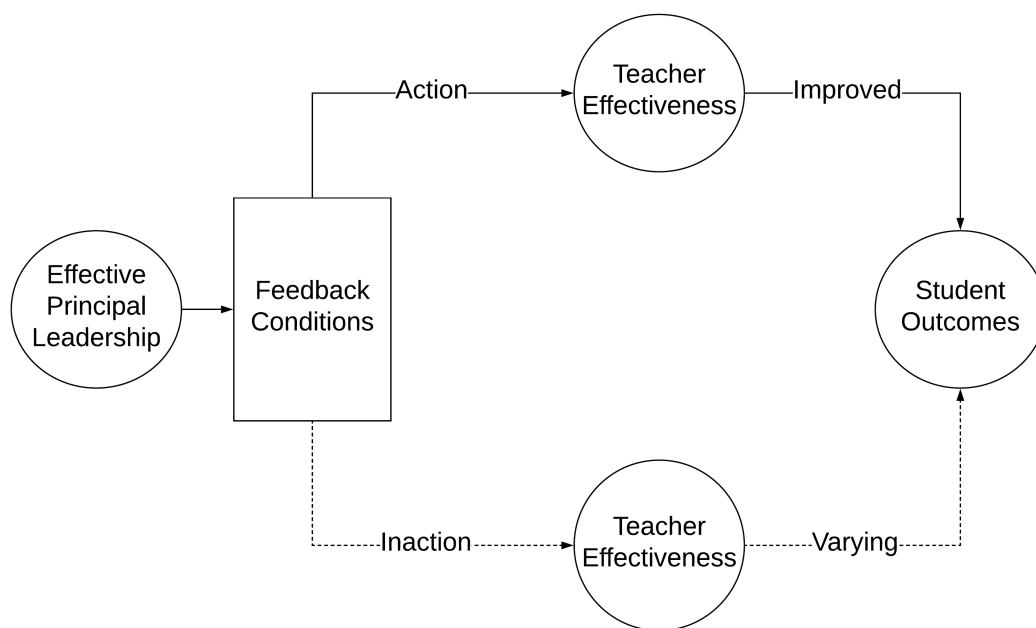 Action
Teacher
Effectiveness
Improved
Effective
Principal
Leadership
Feedback
Conditions
Student
Outcomes
Inaction
Teacher
Effectiveness
Varying